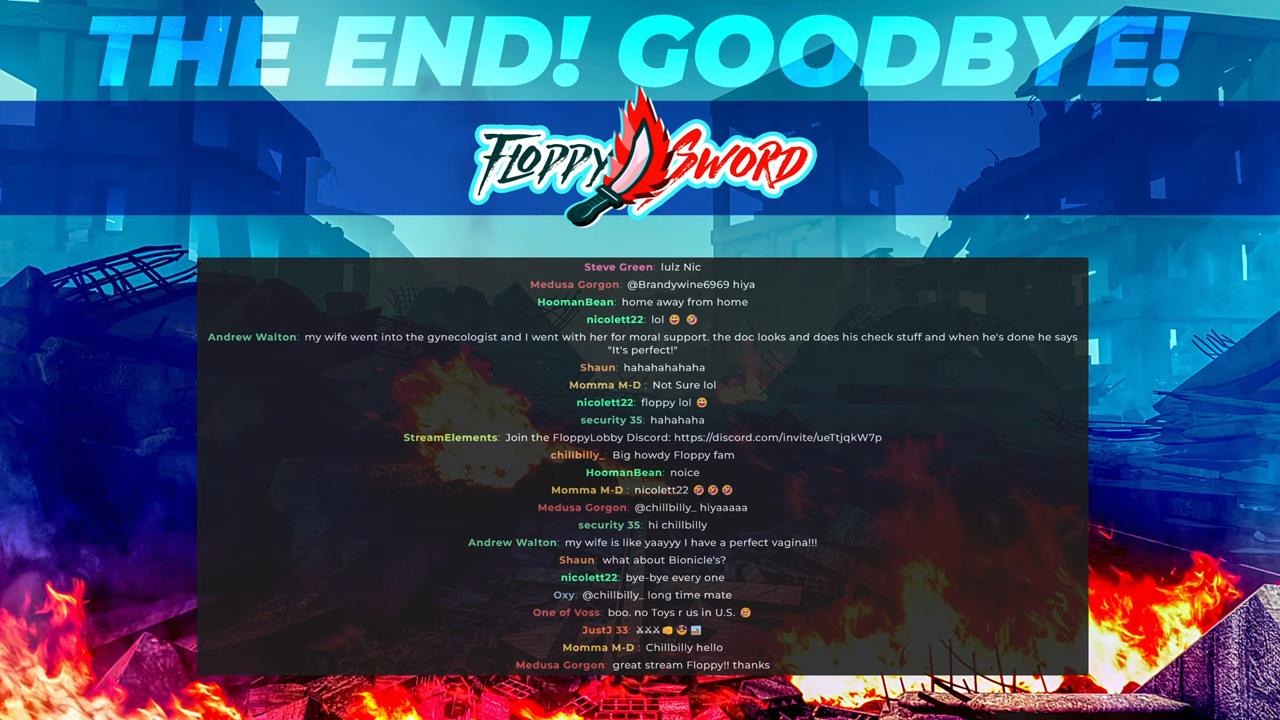 THE END! GOODBYE!
FLOPPY SWORD
Steve Green: lulz Nic
Medusa Gorgon: @Brandywine6969 hiya
HoomanBean: home away from home
nicolett22: lol 😅 🤣
Andrew Walton: my wife went into the gynecologist and I went with her for moral support. the doc looks and does his check stuff and when he's done he says
"It's perfect!"
Shaun: hahahahahaha
Momma M-D : Not Sure lol
nicolett22: floppy lol 😅
security 35: hahahaha
StreamElements: Join the FloppyLobby Discord: https://discord.com/invite/ueTtjqkW7p
chillbilly_: Big howdy Floppy fam
HoomanBean: noice
Momma M-D : nicolett22 🤣 🤣 🤣
Medusa Gorgon: @chillbilly_ hiyaaaaa
security 35: hi chillbilly
Andrew Walton: my wife is like yaayyy I have a perfect vagina!!!
Shaun: what about Bionicle's?
nicolett22: bye-bye every one
Oxy: @chillbilly_ long time mate
One of Voss: boo. no Toys r us in U.S.
JustJ 33: ⚔⚔⚔
Momma M-D : Chillbilly hello
Medusa Gorgon: great stream Floppy!! thanks